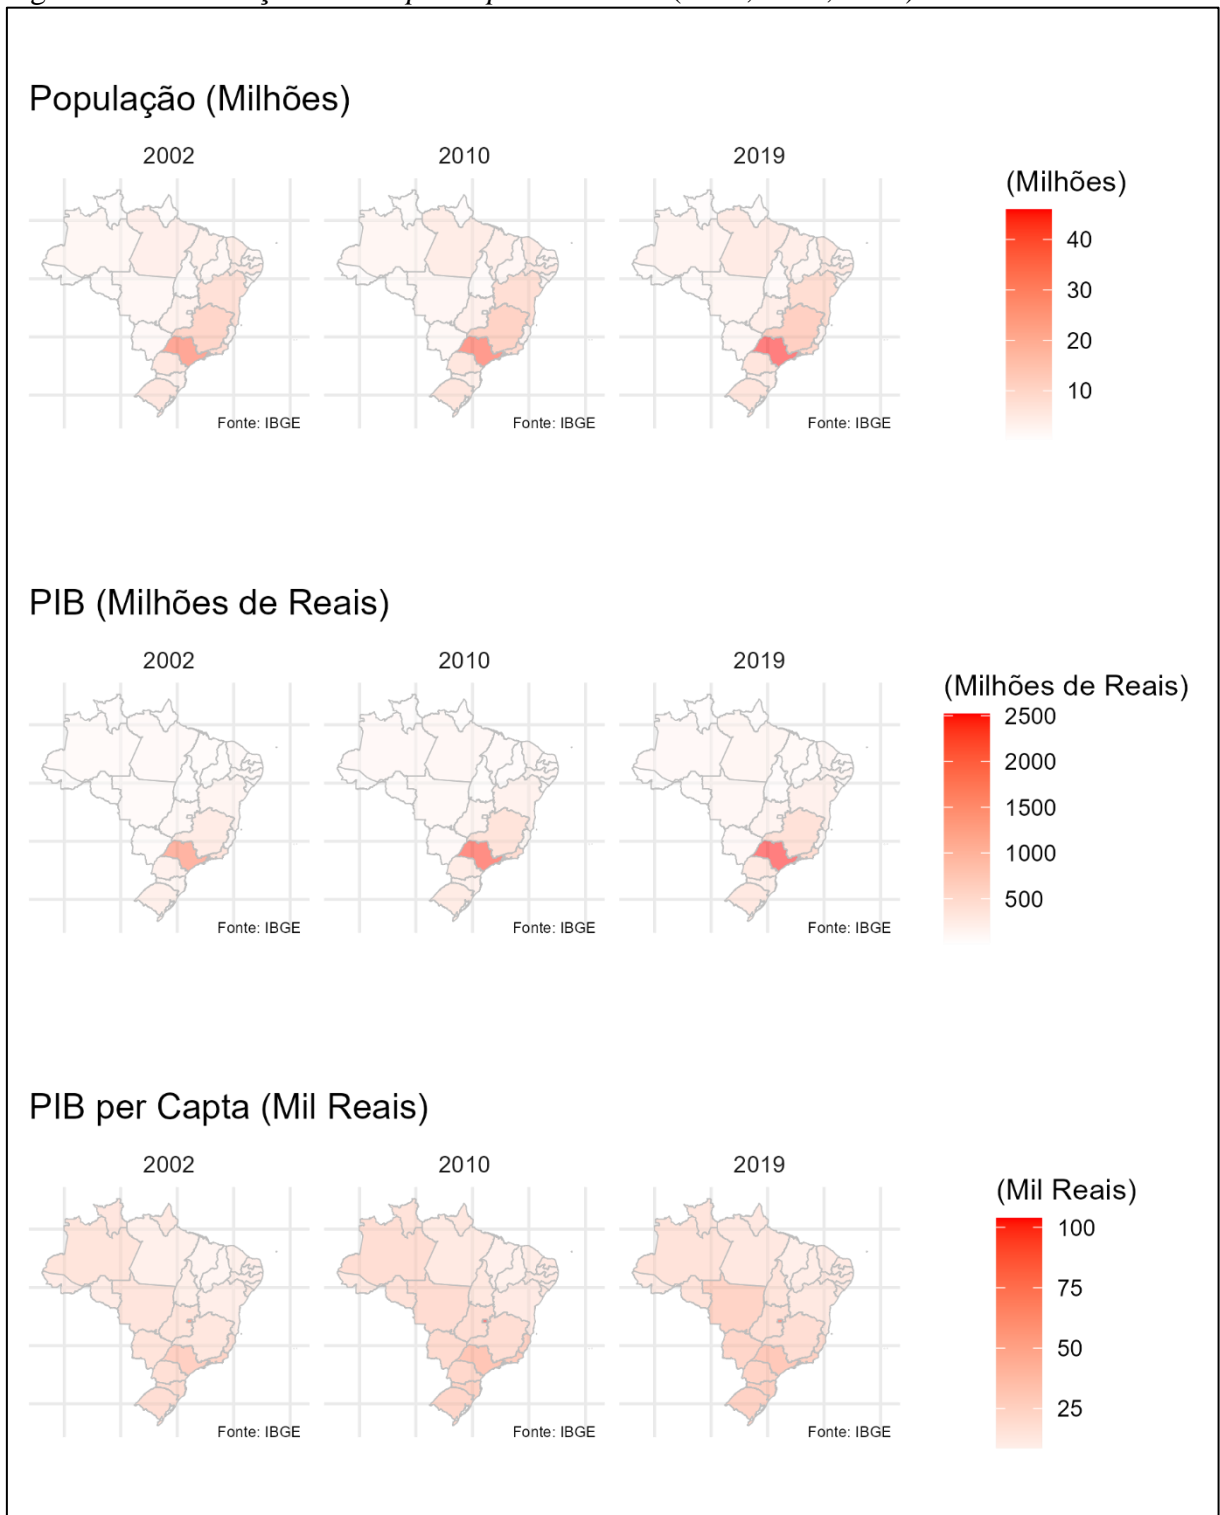 População (Milhões)
2002 2010 2019
(Milhões)
40
30
20
10
Fonte: IBGE Fonte: IBGE Fonte: IBGE
PIB (Milhões de Reais)
2002 2010 2019
(Milhões de Reais)
2500
2000
1500
1000
500
Fonte: IBGE Fonte: IBGE Fonte: IBGE
PIB per Capta (Mil Reais)
2002 2010 2019
(Mil Reais)
100
75
50
25
Fonte: IBGE Fonte: IBGE Fonte: IBGE